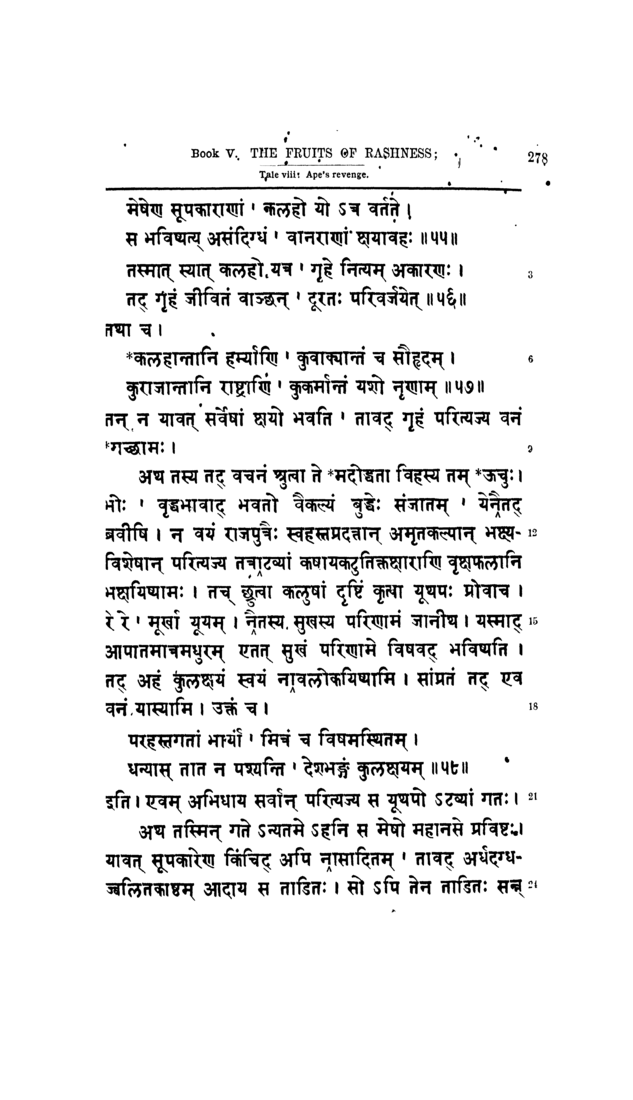 Book V. THE FRUITS OF RASHNESS; 273
Tale viii: Ape's revenge.
मेषेण सूपकाराणां ' कलहो यो ऽत्र वर्तते ।
स भविष्यत्य् असंदिग्धं ' वानराणां क्षयावहः ॥५५॥
तस्मात् स्यात् कलहो यत्र ' गृहे नित्यम् अकारणः । 3
तद् गृहं जीवितं वाञ्छन् ' दूरतः परिवर्जयेत् ॥५६॥
तथा च ।
*कलहान्तानि हर्म्याणि ' कुवाक्यान्तं च सौहृदम् । 6
कुराजान्तानि राष्ट्राणि ' कुकर्मान्तं यशो नृणाम् ॥५७॥
तन् न यावत् सर्वेषां क्षयो भवति ' तावद् गृहं परित्यज्य वनं
*गच्छामः । 9
अथ तस्य तद् वचनं श्रुत्वा ते *मदोद्धता विहस्य तम् *ऊचुः।
भोः ' वृद्धभावाद् भवतो वैकल्यं बुद्धेः संजातम् ' येनैतद्
ब्रवीषि । न वयं राजपुत्रैः स्वहस्तप्रदत्तान् अमृतकल्पान् भक्ष्य- 12
विशेषान् परित्यज्य तत्राटव्यां कषायकटुतिक्तक्षाराणि वृक्षफलानि
भक्षयिष्यामः । तच् छ्रुत्वा कलुषां दृष्टिं कृत्वा यूथपः प्रोवाच ।
रे रे ' मूर्खा यूयम् । नैतस्य सुखस्य परिणामं जानीथ । यस्माद् 15
आपातमात्रमधुरम् एतत् सुखं परिणामे विषवद् भविष्यति ।
तद् अहं कुलक्षयं स्वयं नावलोकयिष्यामि । सांप्रतं तद् एव
वनं यास्यामि । उक्तं च । 18
परहस्तगतां भार्यां ' मित्रं च विषमस्थितम् ।
धन्यास् तात न पश्यन्ति ' देशभङ्गं कुलक्षयम् ॥५८॥
इति । एवम् अभिधाय सर्वान् परित्यज्य स यूथपो ऽटव्यां गतः। 21
अथ तस्मिन् गते ऽन्यतमे ऽहनि स मेषो महानसे प्रविष्टः।
यावत् सूपकारेण किंचिद् अपि नासादितम् ' तावद् अर्धदग्ध-
ज्वलितकाष्ठम् आदाय स ताडितः । सो ऽपि तेन ताडितः सन्न् 24